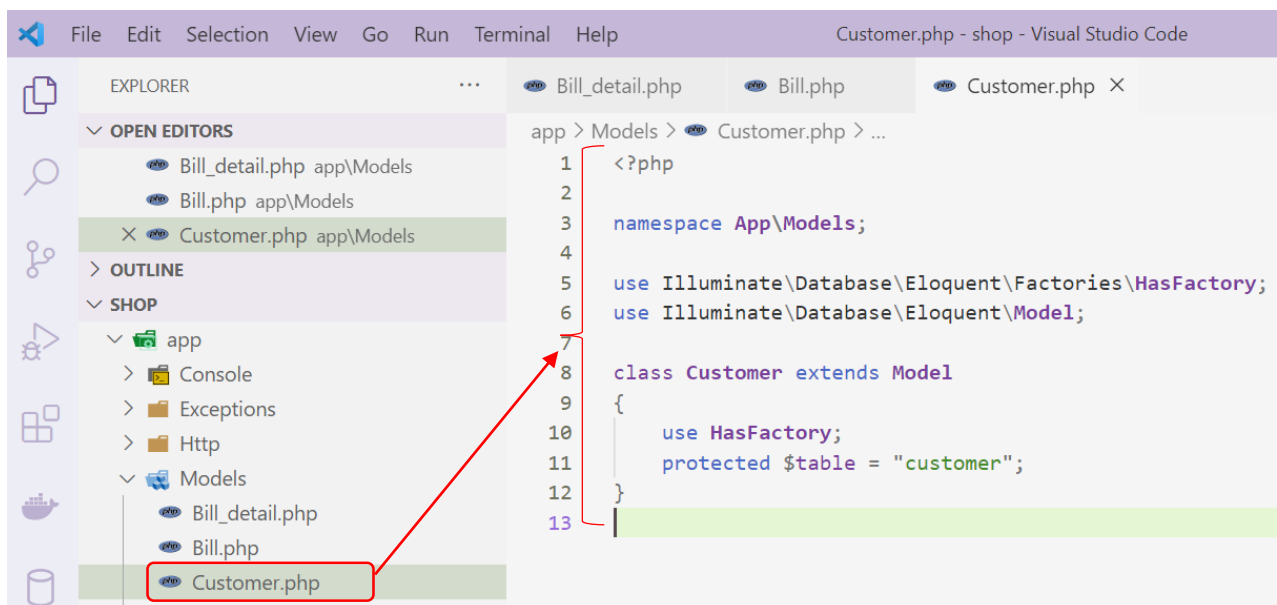 File Edit Selection View Go Run Terminal Help Customer.php - shop - Visual Studio Code
EXPLORER ...
OPEN EDITORS
Bill_detail.php app\Models
Bill.php app\Models
Customer.php app\Models
OUTLINE
SHOP
app
Console
Exceptions
Http
Models
Bill_detail.php
Bill.php
Customer.php
Bill_detail.php Bill.php Customer.php
app > Models > Customer.php > ...
1 <?php
2
3 namespace App\Models;
4
5 use Illuminate\Database\Eloquent\Factories\HasFactory;
6 use Illuminate\Database\Eloquent\Model;
7
8 class Customer extends Model
9 {
10 use HasFactory;
11 protected $table = "customer";
12 }
13